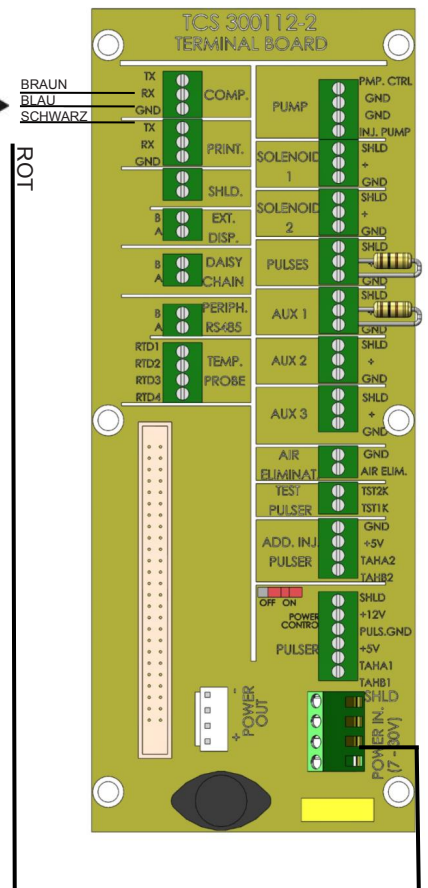 TCS 300112-2
TERMINAL BOARD
BRAUN
BLAU
SCHWARZ
ROT
TX
RX
GND
COMP.
TX
RX
GND
PRINT.
SHLD.
B
A
EXT.
DISP.
B
A
DAISY
CHAIN
B
A
PERIPH.
RS485
RTD1
RTD2
RTD3
RTD4
TEMP.
PROBE
PUMP
PMP. CTRL
GND
GND
INJ. PUMP
SOLENOID
1
SHLD
+
GND
SOLENOID
2
SHLD
+
GND
PULSES
SHLD
GND
AUX 1
SHLD
GND
AUX 2
SHLD
+
GND
AUX 3
SHLD
+
GND
AIR
ELIMINAT.
GND
AIR ELIM.
TEST
PULSER
TST2K
TST1K
ADD. INJ.
PULSER
GND
+5V
TAHA2
TAHB2
OFF ON
POWER
CONTRO
PULSER
SHLD
+12V
PULS.GND
+5V
TAHA1
TAHB1
- +
POWER
OUT
SHLD
POWER IN.
(7 - 30V)